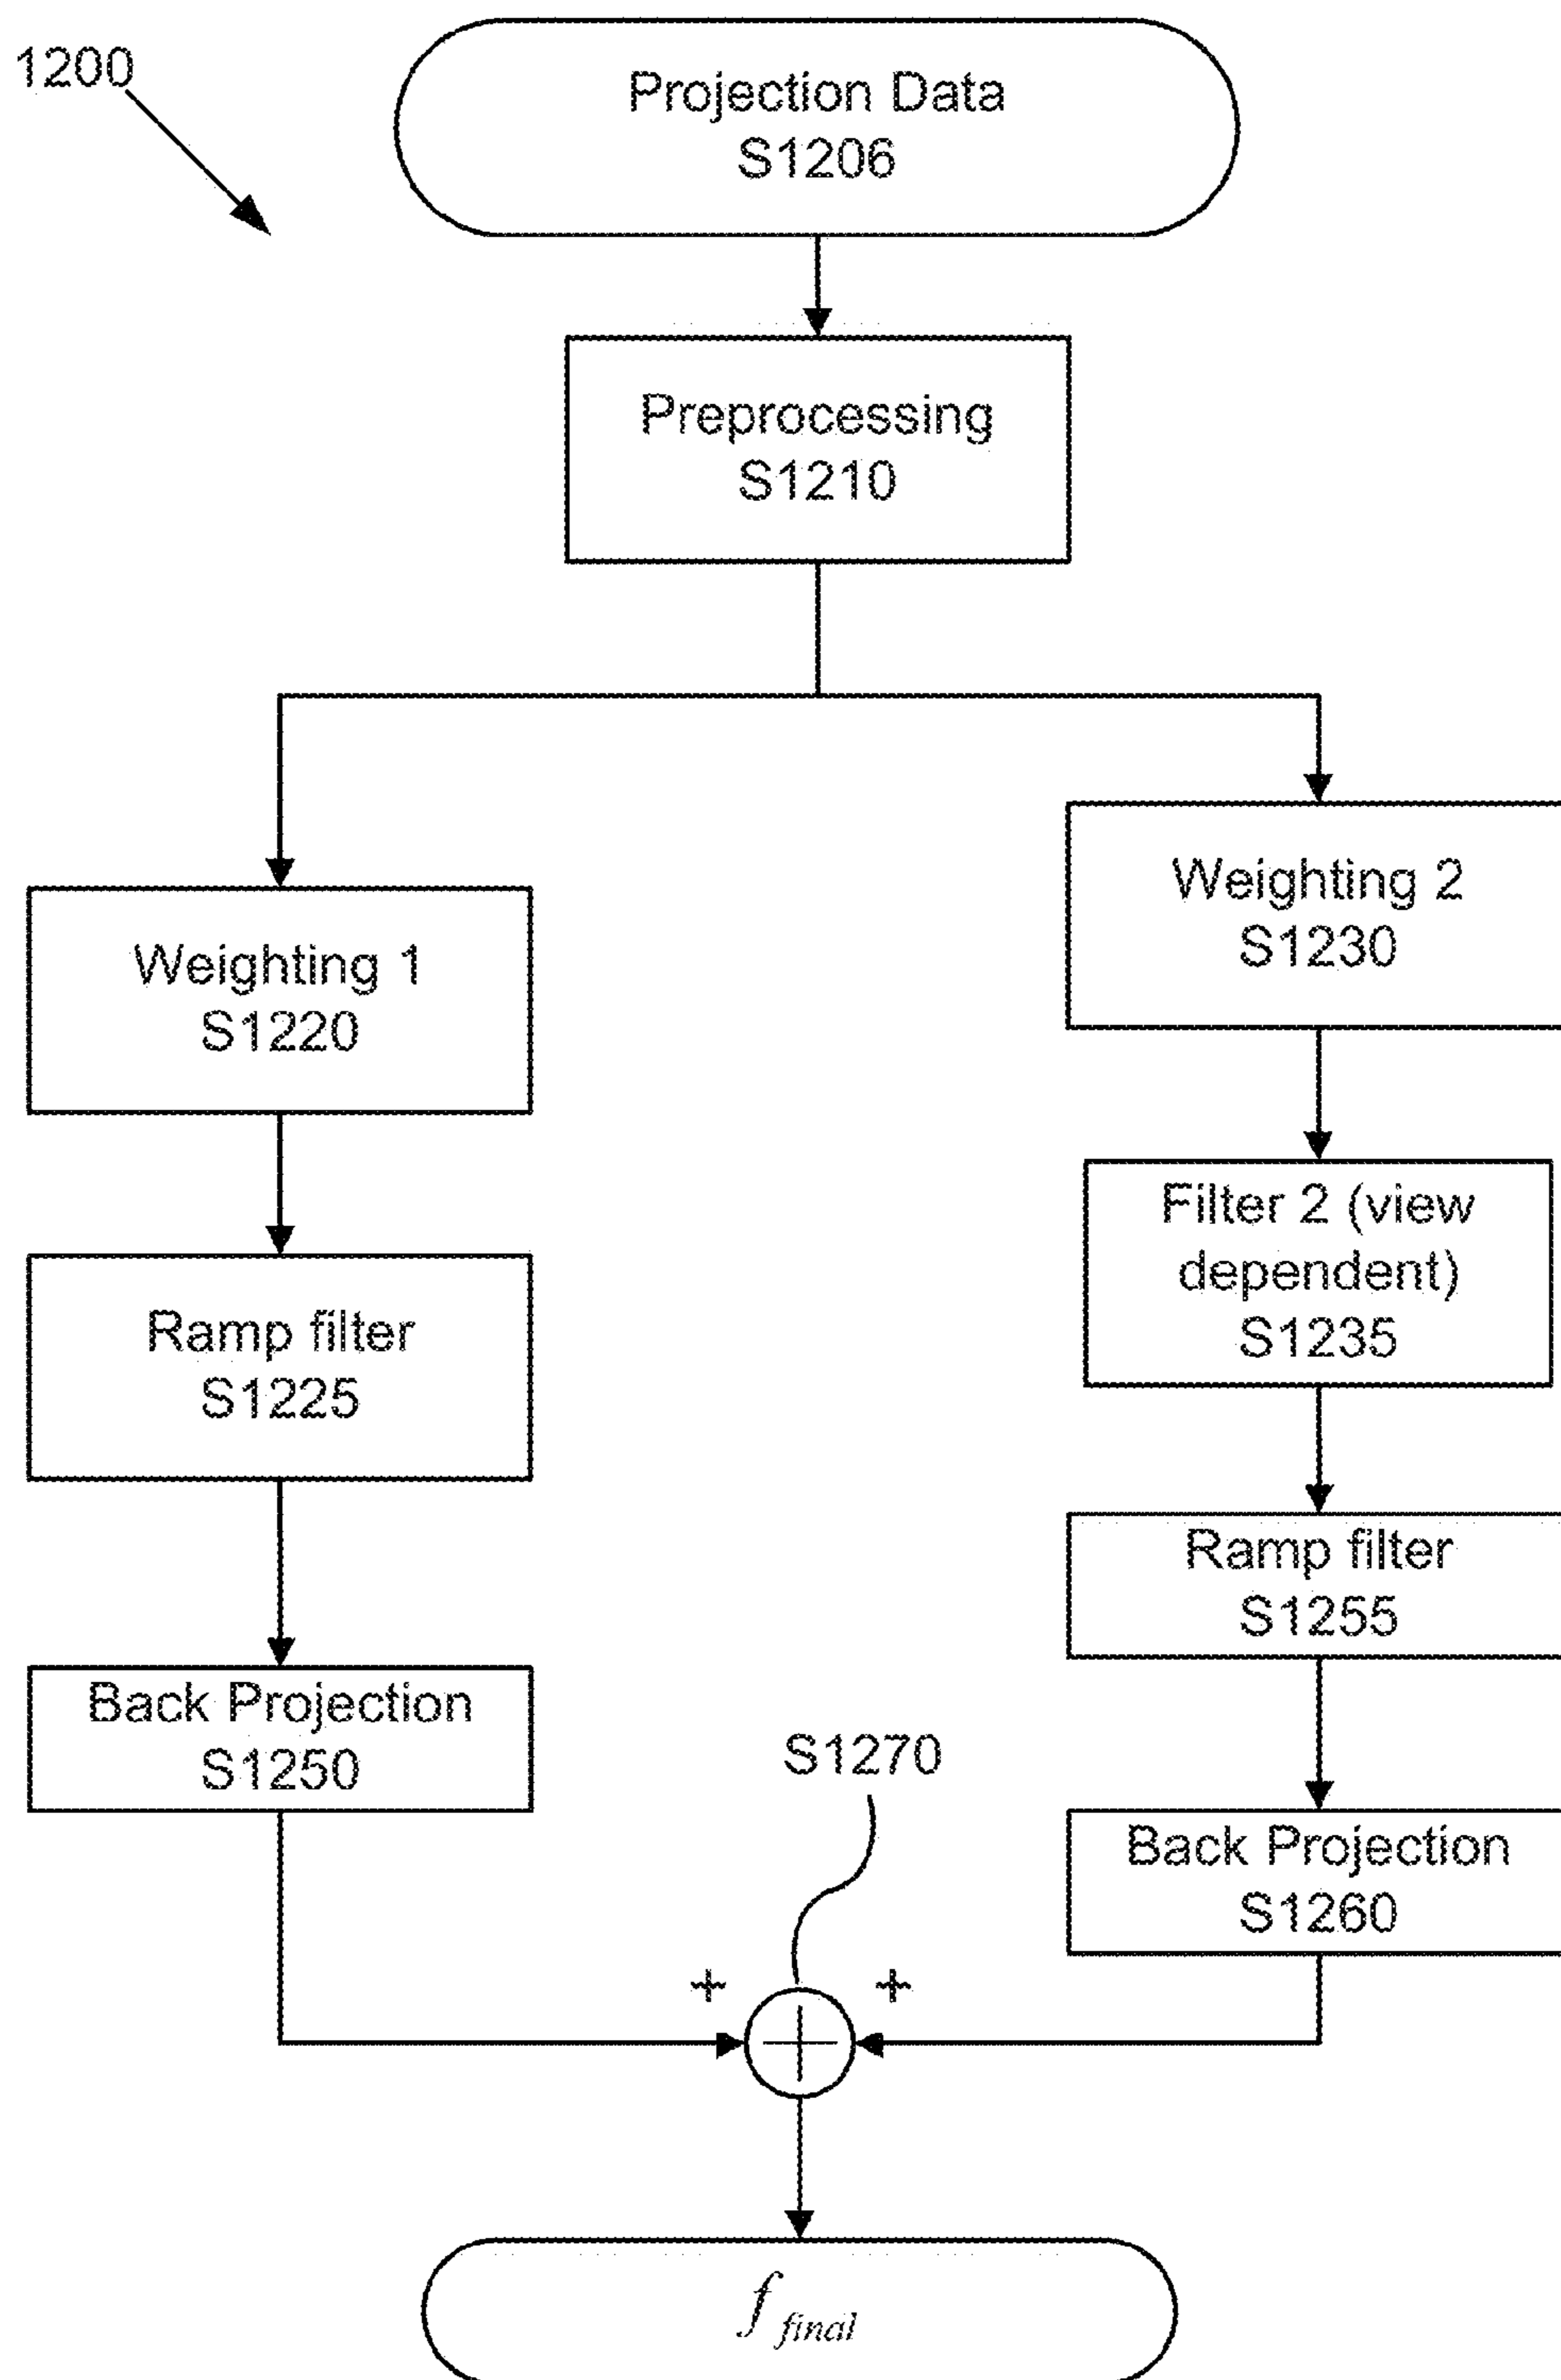 1200
Projection Data
S1206
Preprocessing
S1210
Weighting 1
S1220
Weighting 2
S1230
Ramp filter
S1225
Filter 2 (view
dependent)
S1235
Ramp filter
S1255
Back Projection
S1250
S1270
Back Projection
S1260
+ +
f final